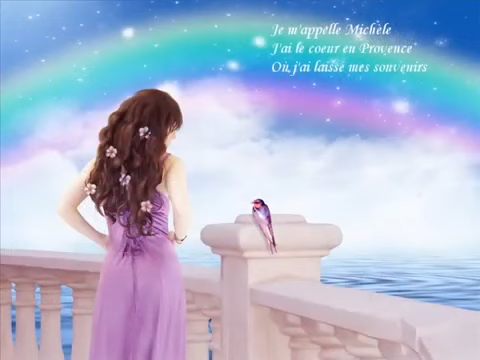 Je m'appelle Michèle
J'ai le coeur en Provence
Où j'ai laissé mes souvenirs